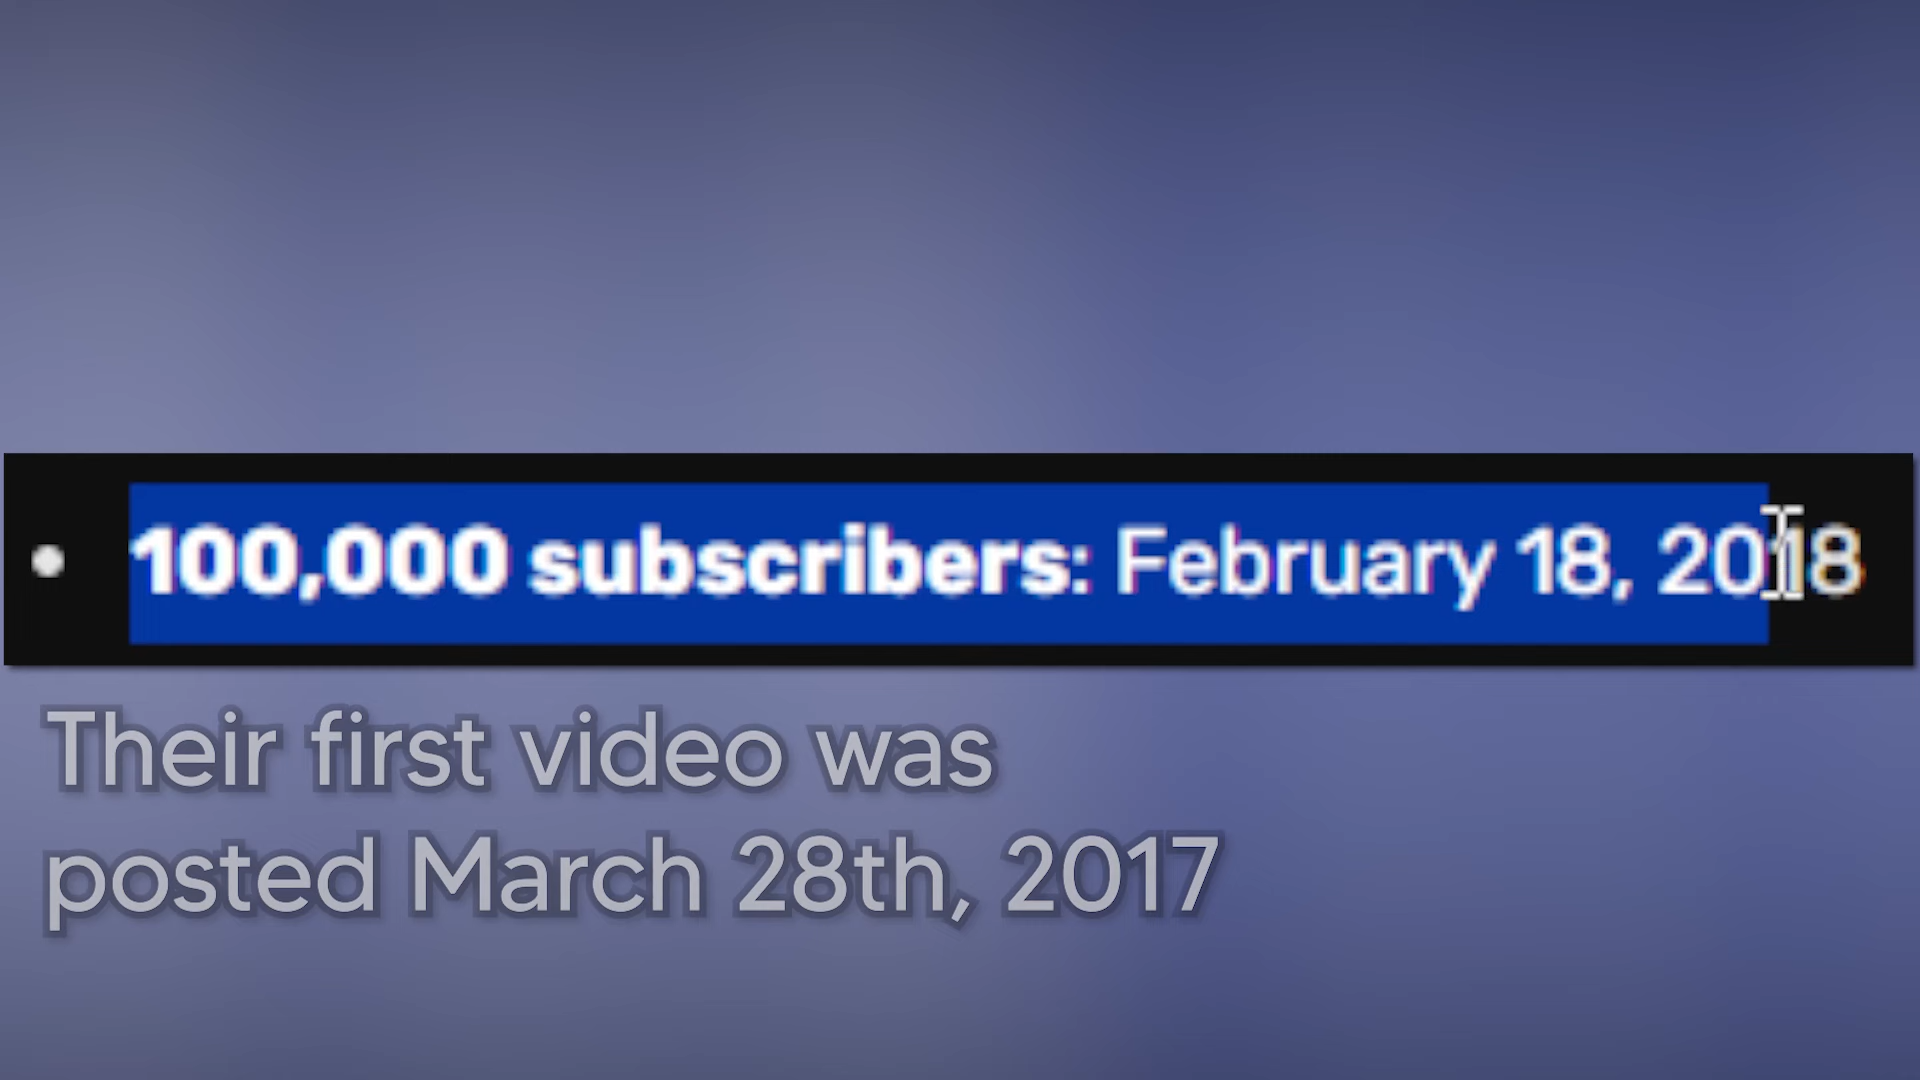 100,000 subscribers: February 18, 2018
Their first video was
posted March 28th, 2017